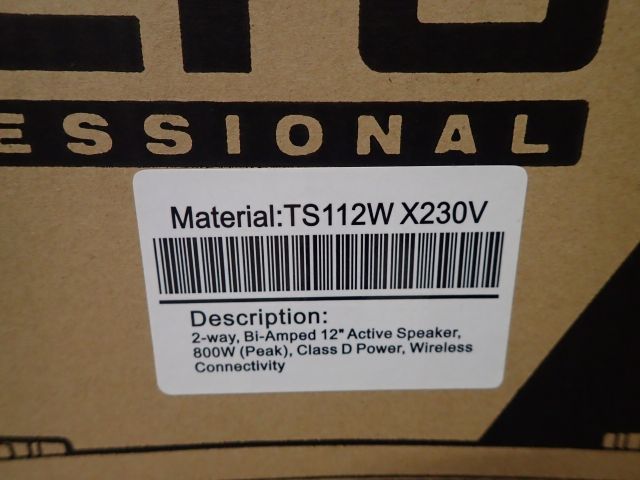 ESSIONAL
Material:TS112W X230V
Description:
2-way, Bi-Amped 12" Active Speaker,
800W (Peak), Class D Power, Wireless
Connectivity